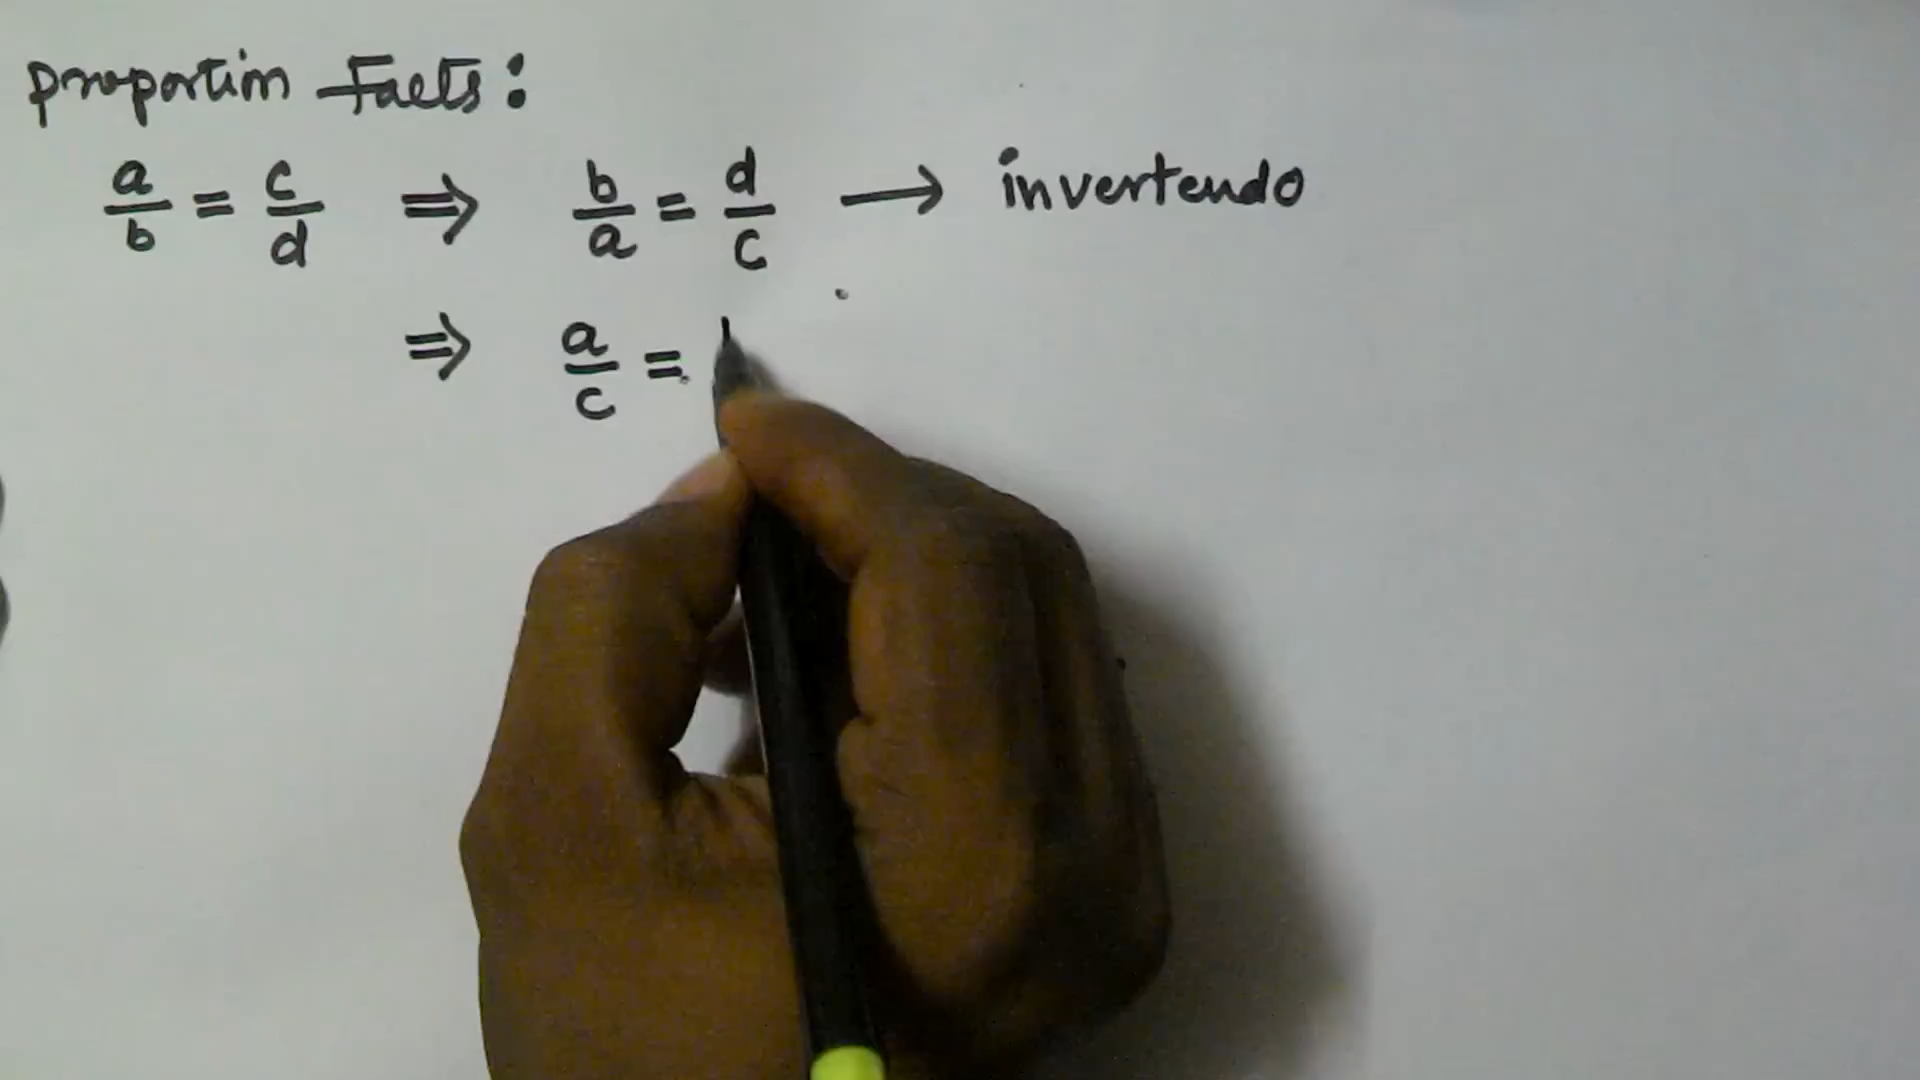 proportion Facts:
a/b = c/d ⇒ b/a = d/c → invertendo
⇒ a/c =